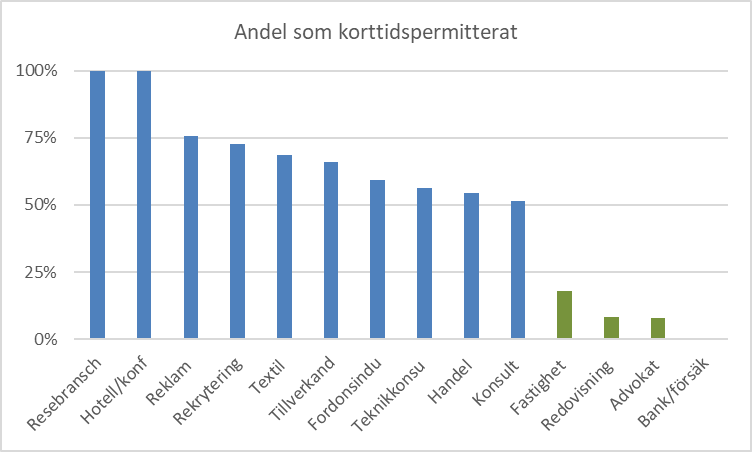 Andel som korttidspermitterat
100%
75%
50%
25%
0%
Resebransch
Hotell/konf
Reklam
Rekrytering
Textil
Tillverkand
Fordonsindu
Teknikkonsu
Handel
Konsult
Fastighet
Redovisning
Advokat
Bank/försäk